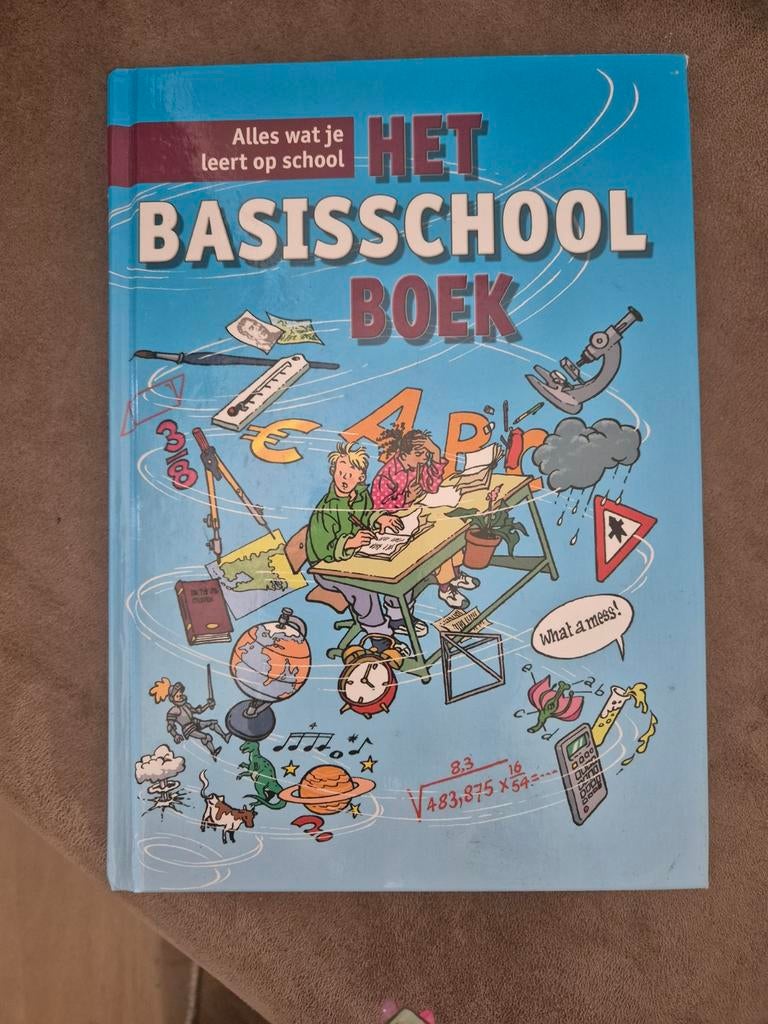 Alles wat je
leert op school
HET
BASISSCHOOL
BOEK
€
A B C
3
8
What a mess!
e
a
b
c
d
8.3
√483,875 x 16/54 = ...